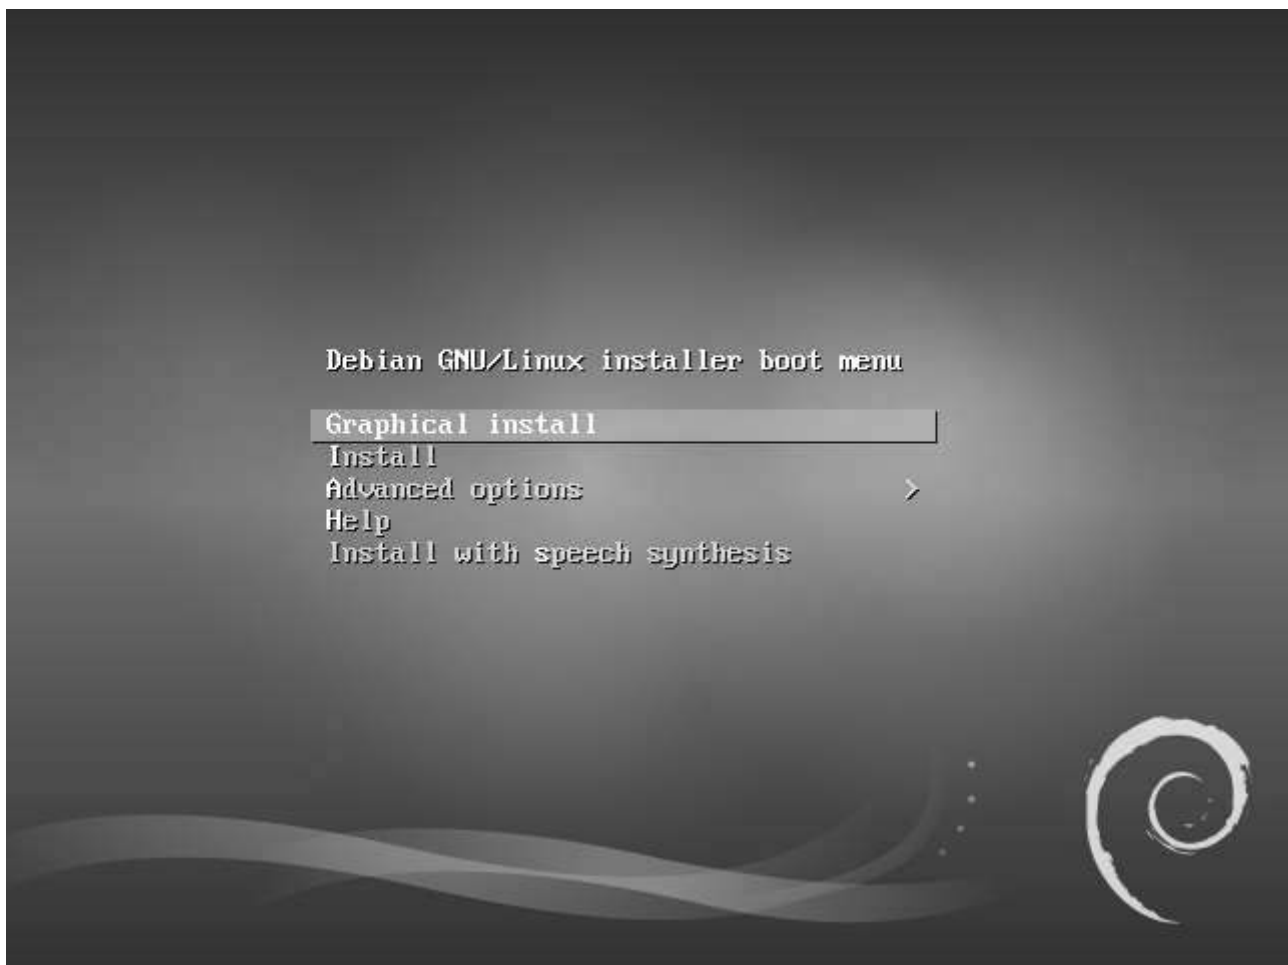 Debian GNU/Linux installer boot menu
Graphical install
Install
Advanced options >
Help
Install with speech synthesis